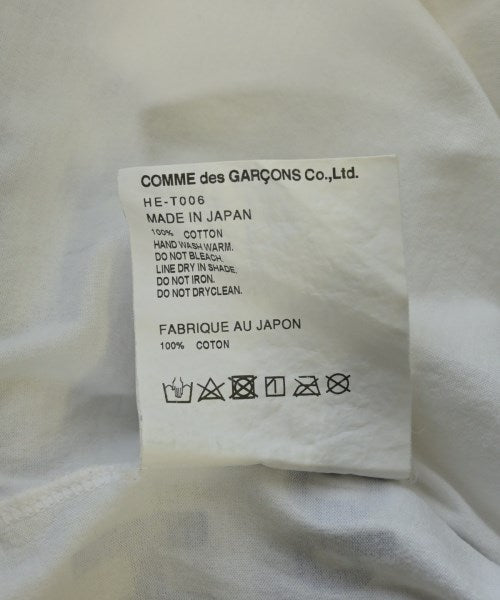 COMME des GARÇONS Co.,Ltd.
HE-T006
MADE IN JAPAN
100% COTTON
HAND WASH WARM.
DO NOT BLEACH.
LINE DRY IN SHADE.
DO NOT IRON.
DO NOT DRYCLEAN.
FABRIQUE AU JAPON
100% COTON